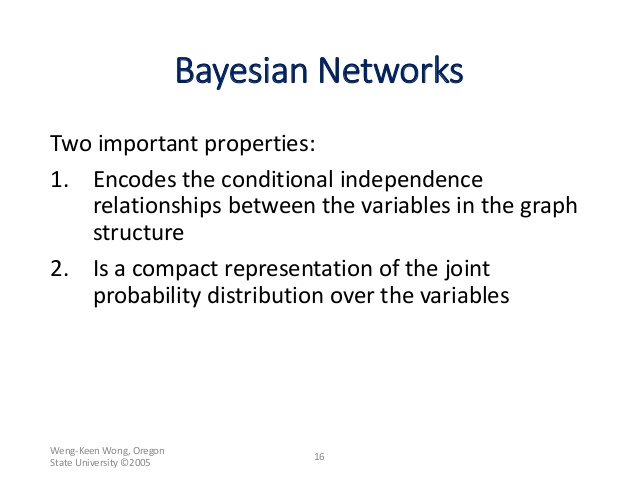 Bayesian Networks
Two important properties:
1. Encodes the conditional independence
relationships between the variables in the graph
structure
2. Is a compact representation of the joint
probability distribution over the variables
Weng-Keen Wong, Oregon
State University ©2005
16